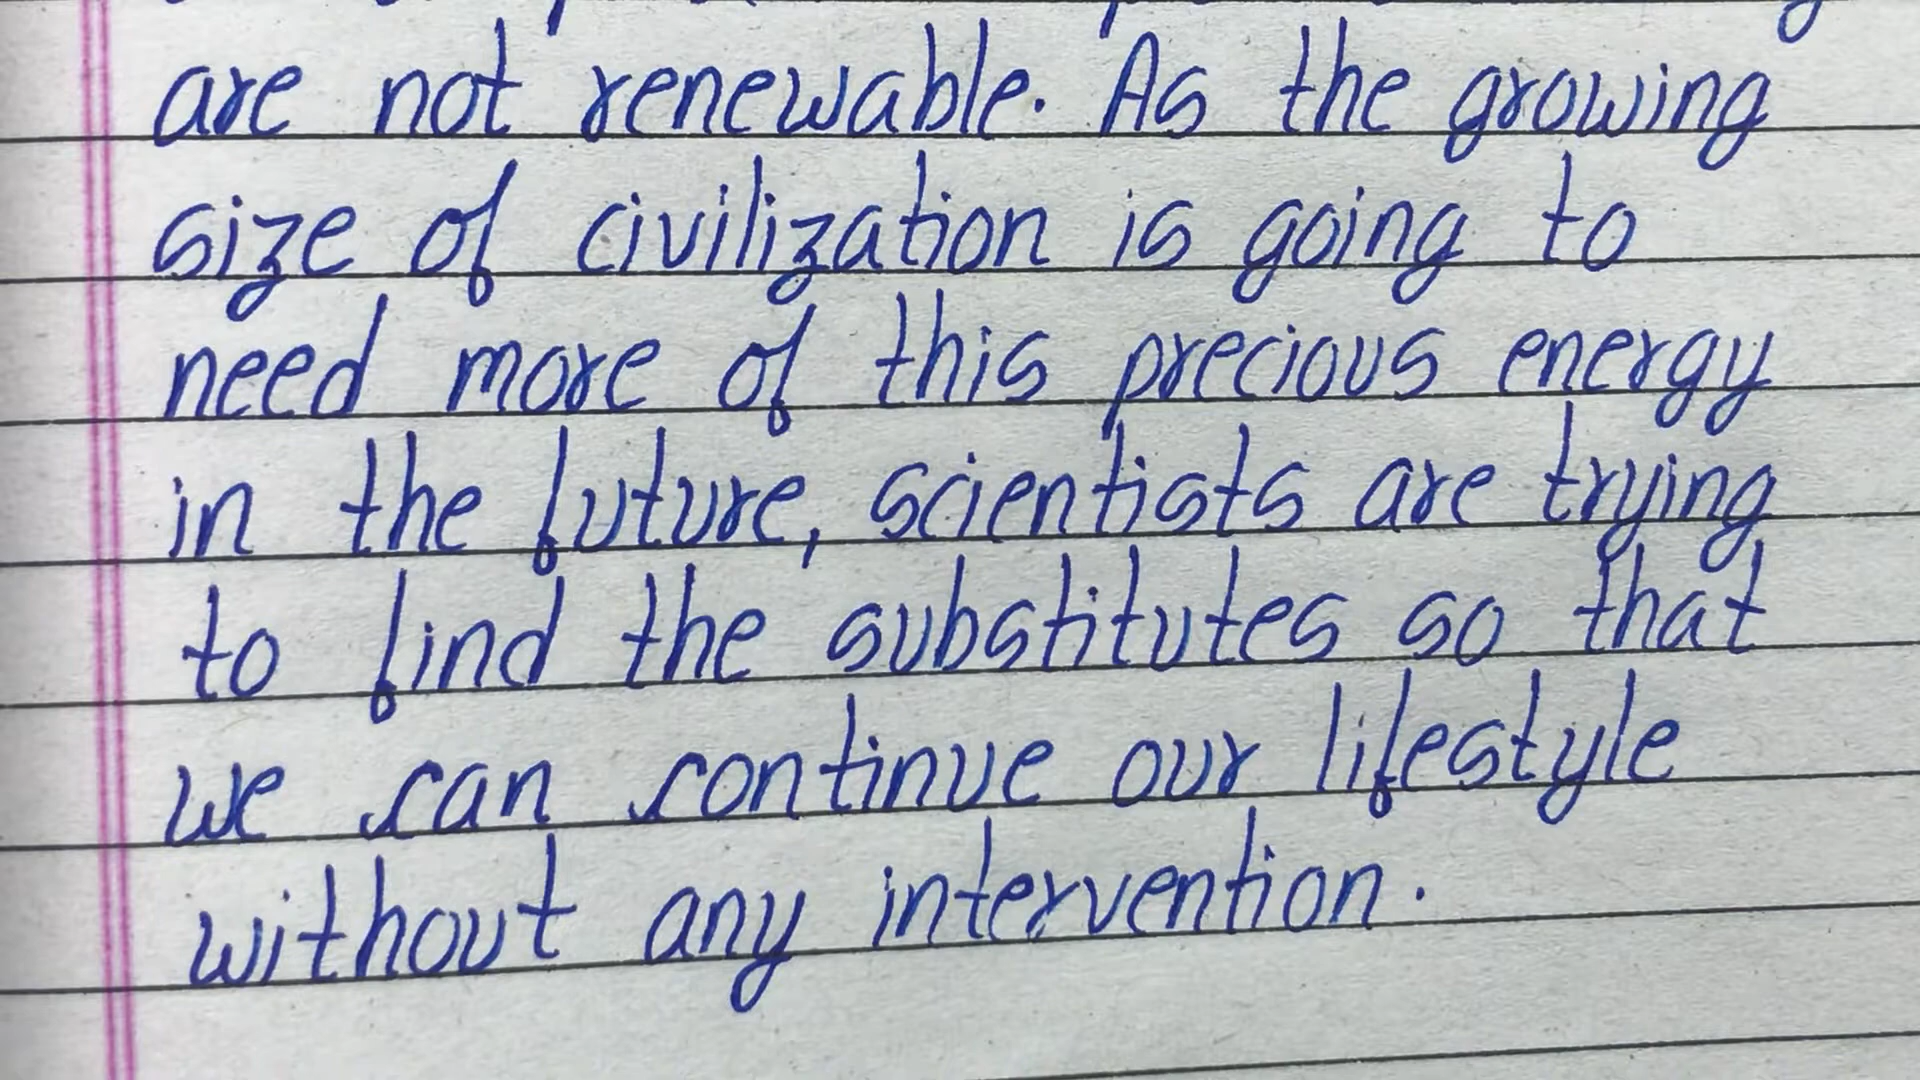 are not renewable. As the growing
size of civilization is going to
need more of this precious energy
in the future, scientists are trying
to find the substitutes so that
we can continue our lifestyle
without any intervention.